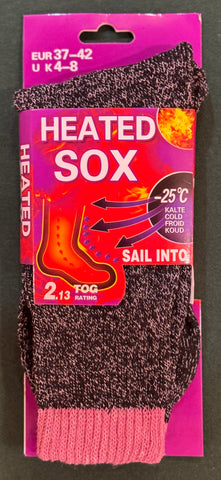 EUR 37-42
U K 4-8
HEATED
SOX
HEATED
-25°C
KALTE
COLD
FROID
KOUD
SAIL INTO
2.13 TOG
RATING